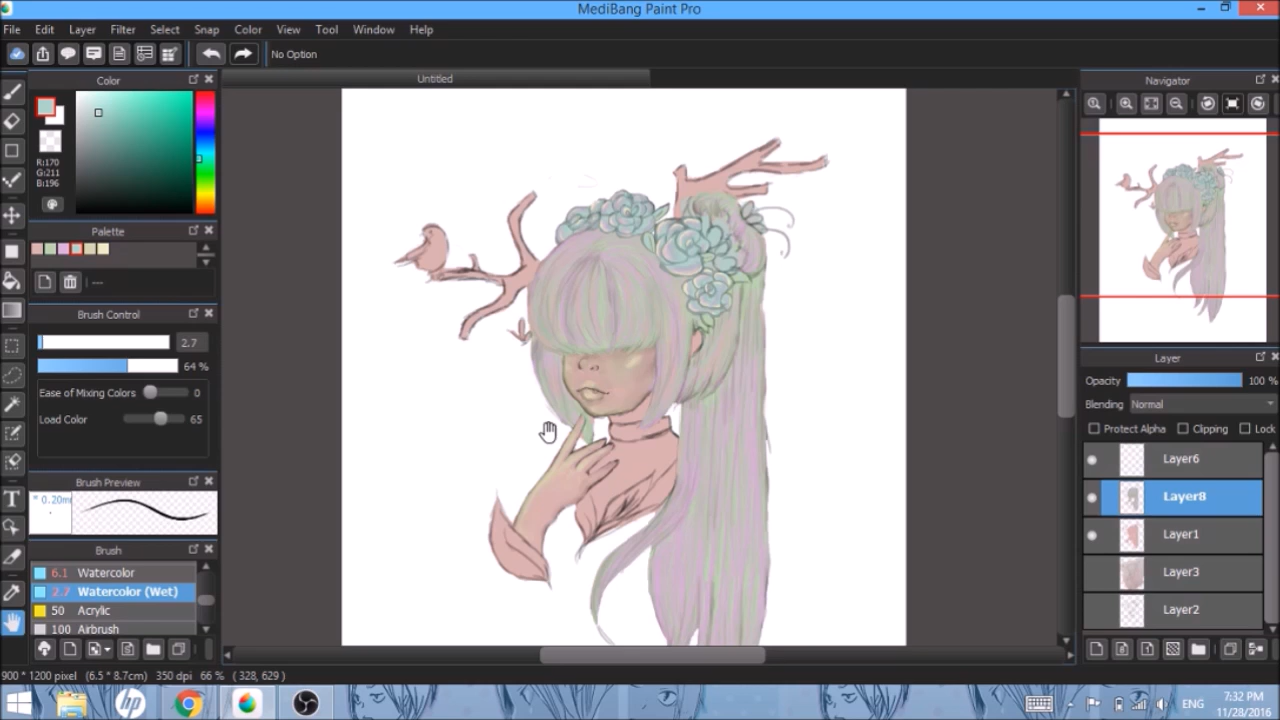 MediBang Paint Pro
File Edit Layer Filter Select Snap Color View Tool Window Help
No Option
Color
Untitled
Navigator
R:170
G:211
B:196
Palette
---
Brush Control
2.7
64 %
Ease of Mixing Colors 0
Load Color 65
Layer
Opacity 100 %
Blending Normal
Protect Alpha Clipping Lock
Layer6
Layer8
Layer1
Layer3
Layer2
Brush Preview
* 0.20m
Brush
6.1 Watercolor
2.7 Watercolor (Wet)
50 Acrylic
100 Airbrush
900 * 1200 pixel (6.5 * 8.7cm) 350 dpi 66 % ( 328, 629 )
hp
ENG
7:32 PM
11/28/2016